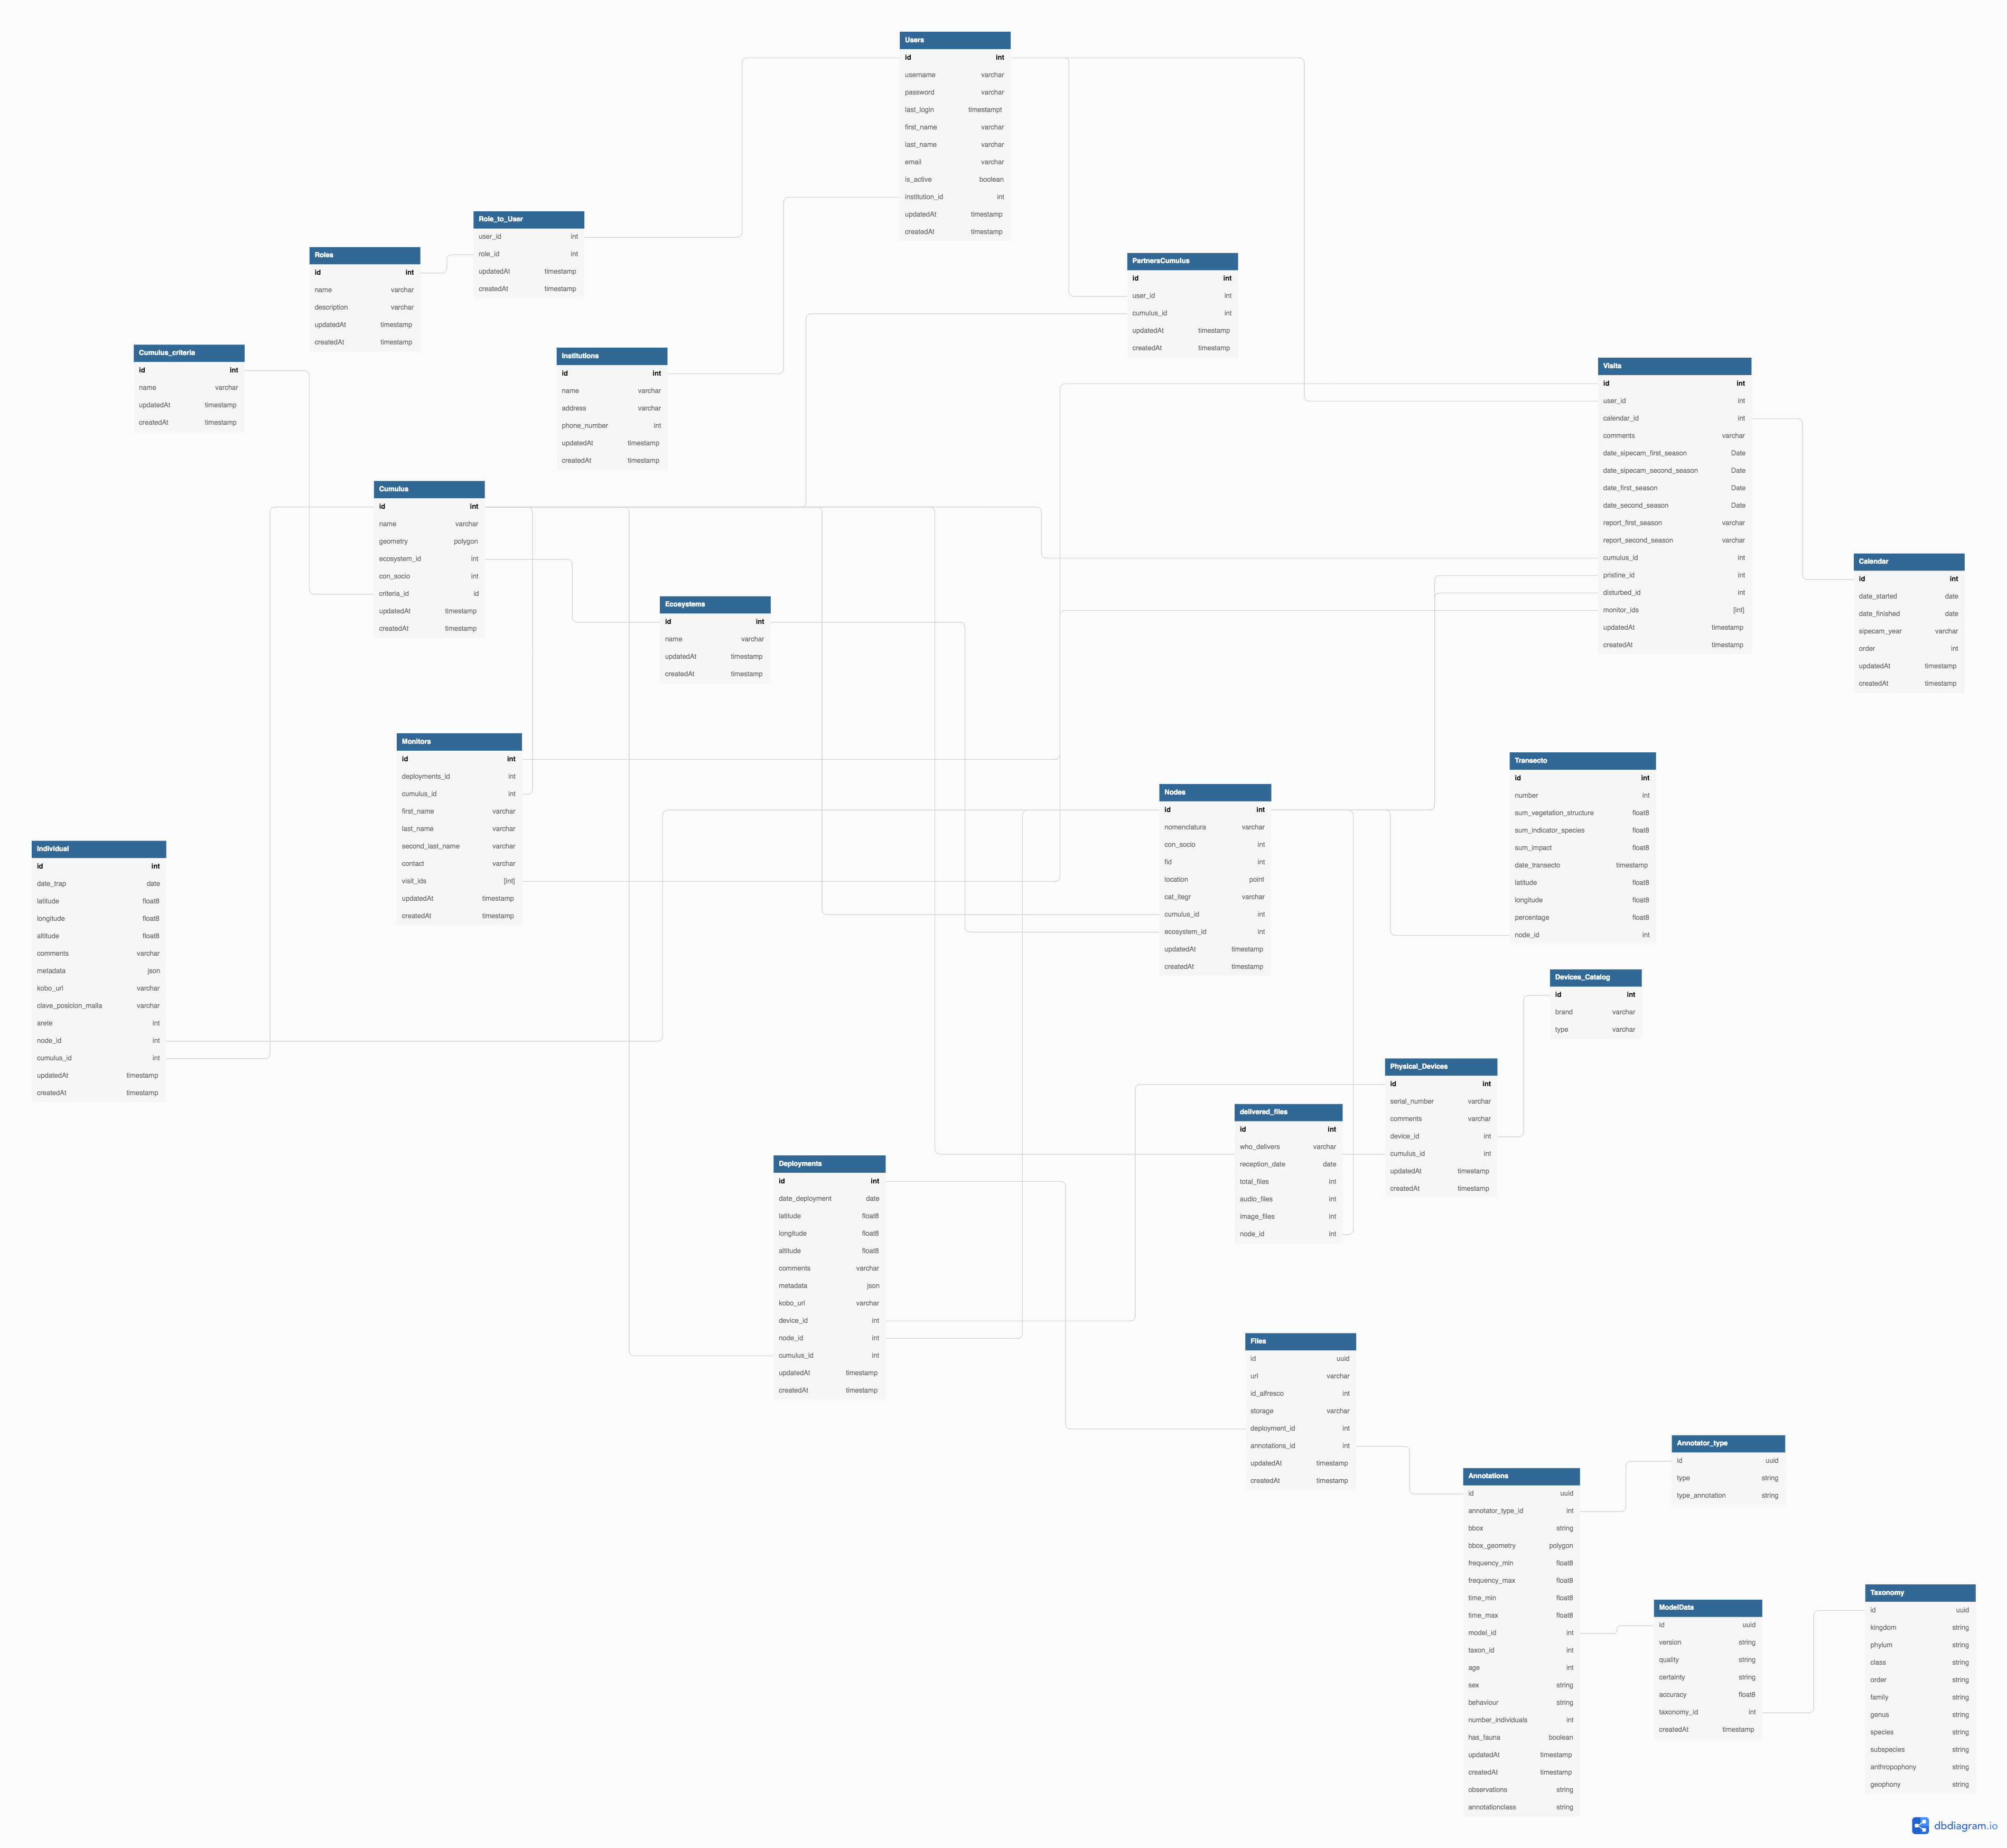 Users
id int
username varchar
password varchar
last_login timestampt
first_name varchar
last_name varchar
email varchar
is_active boolean
institution_id int
updatedAt timestamp
createdAt timestamp
Role_to_User
user_id int
role_id int
updatedAt timestamp
createdAt timestamp
Roles
id int
name varchar
description varchar
updatedAt timestamp
createdAt timestamp
PartnersCumulus
id int
user_id int
cumulus_id int
updatedAt timestamp
createdAt timestamp
Cumulus_criteria
id int
name varchar
updatedAt timestamp
createdAt timestamp
Institutions
id int
name varchar
address varchar
phone_number int
updatedAt timestamp
createdAt timestamp
Visits
id int
user_id int
calendar_id int
comments varchar
date_sipecam_first_season Date
date_sipecam_second_season Date
date_first_season Date
date_second_season Date
report_first_season varchar
report_second_season varchar
cumulus_id int
pristine_id int
disturbed_id int
monitor_ids [int]
updatedAt timestamp
createdAt timestamp
Cumulus
id int
name varchar
geometry polygon
ecosystem_id int
con_socio int
criteria_id id
updatedAt timestamp
createdAt timestamp
Calendar
id int
date_started date
date_finished date
sipecam_year varchar
order int
updatedAt timestamp
createdAt timestamp
Ecosystems
id int
name varchar
updatedAt timestamp
createdAt timestamp
Monitors
id int
deployments_id int
cumulus_id int
first_name varchar
last_name varchar
second_last_name varchar
contact varchar
visit_ids [int]
updatedAt timestamp
createdAt timestamp
Transecto
id int
number int
sum_vegetation_structure float8
sum_indicator_species float8
sum_impact float8
date_transecto timestamp
latitude float8
longitude float8
percentage float8
node_id int
Nodes
id int
nomenclatura varchar
con_socio int
fid int
location point
cat_itegr varchar
cumulus_id int
ecosystem_id int
updatedAt timestamp
createdAt timestamp
Individual
id int
date_trap date
latitude float8
longitude float8
altitude float8
comments varchar
metadata json
kobo_url varchar
clave_posicion_malla varchar
arete int
node_id int
cumulus_id int
updatedAt timestamp
createdAt timestamp
Devices_Catalog
id int
brand varchar
type varchar
Physical_Devices
id int
serial_number varchar
comments varchar
device_id int
cumulus_id int
updatedAt timestamp
createdAt timestamp
delivered_files
id int
who_delivers varchar
reception_date date
total_files int
audio_files int
image_files int
node_id int
Deployments
id int
date_deployment date
latitude float8
longitude float8
altitude float8
comments varchar
metadata json
kobo_url varchar
device_id int
node_id int
cumulus_id int
updatedAt timestamp
createdAt timestamp
Files
id uuid
url varchar
id_alfresco int
storage varchar
deployment_id int
annotations_id int
updatedAt timestamp
createdAt timestamp
Annotator_type
id uuid
type string
type_annotation string
Annotations
id uuid
annotator_type_id int
bbox string
bbox_geometry polygon
frequency_min float8
frequency_max float8
time_min float8
time_max float8
model_id int
taxon_id int
age int
sex string
behaviour string
number_individuals int
has_fauna boolean
updatedAt timestamp
createdAt timestamp
observations string
annotationclass string
ModelData
id uuid
version string
quality string
certainty string
accuracy float8
taxonomy_id int
createdAt timestamp
Taxonomy
id uuid
kingdom string
phylum string
class string
order string
family string
genus string
species string
subspecies string
anthropophony string
geophony string
dbdiagram.io